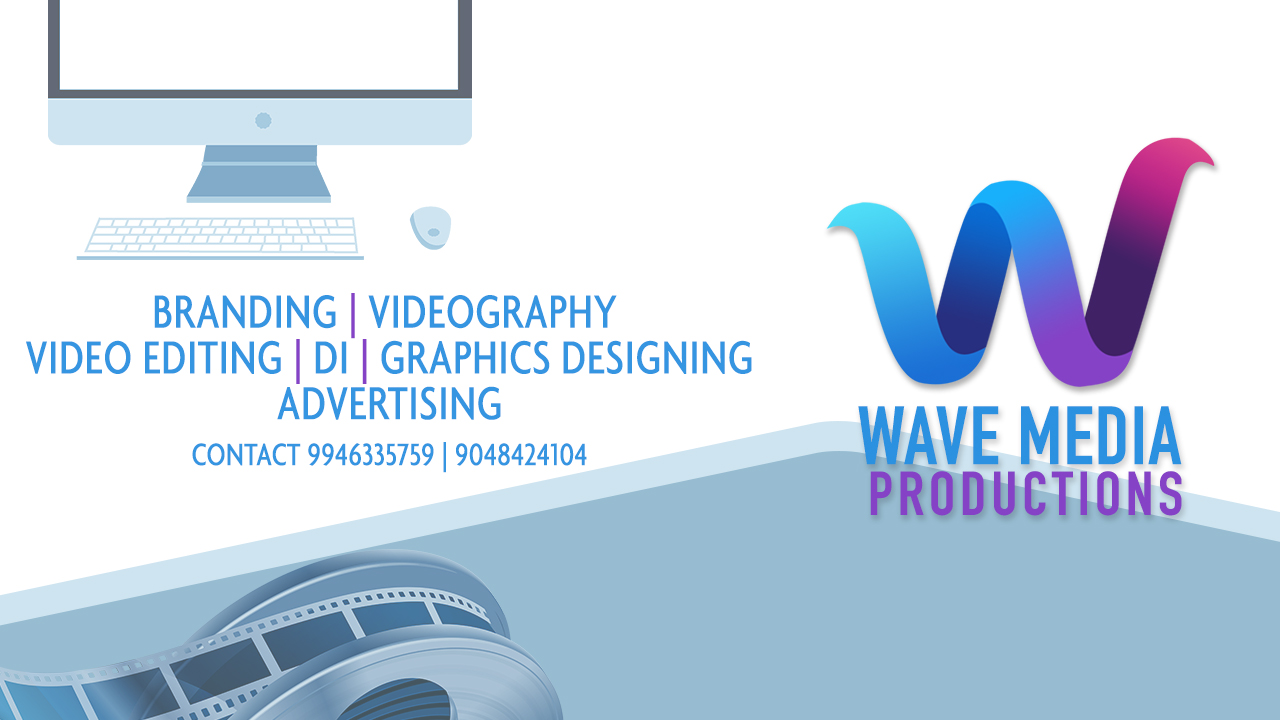 BRANDING | VIDEOGRAPHY
VIDEO EDITING | DI | GRAPHICS DESIGNING
ADVERTISING
CONTACT 9946335759 | 9048424104
WAVE MEDIA
PRODUCTIONS